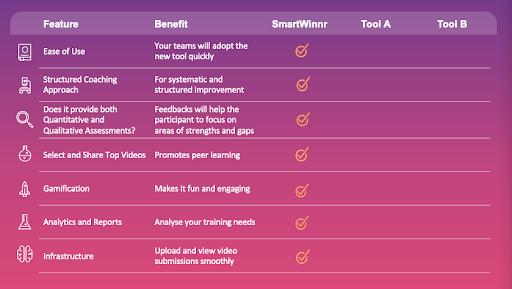 Feature Benefit SmartWinnr Tool A Tool B
Ease of Use
Your teams will adopt the
new tool quickly
Structured Coaching
Approach
For systematic and
structured improvement
Does it provide both
Quantitative and
Qualitative Assessments?
Feedbacks will help the
participant to focus on
areas of strengths and gaps
Select and Share Top Videos
Promotes peer learning
Gamification
Makes it fun and engaging
Analytics and Reports
Analyse your training needs
Infrastructure
Upload and view video
submissions smoothly